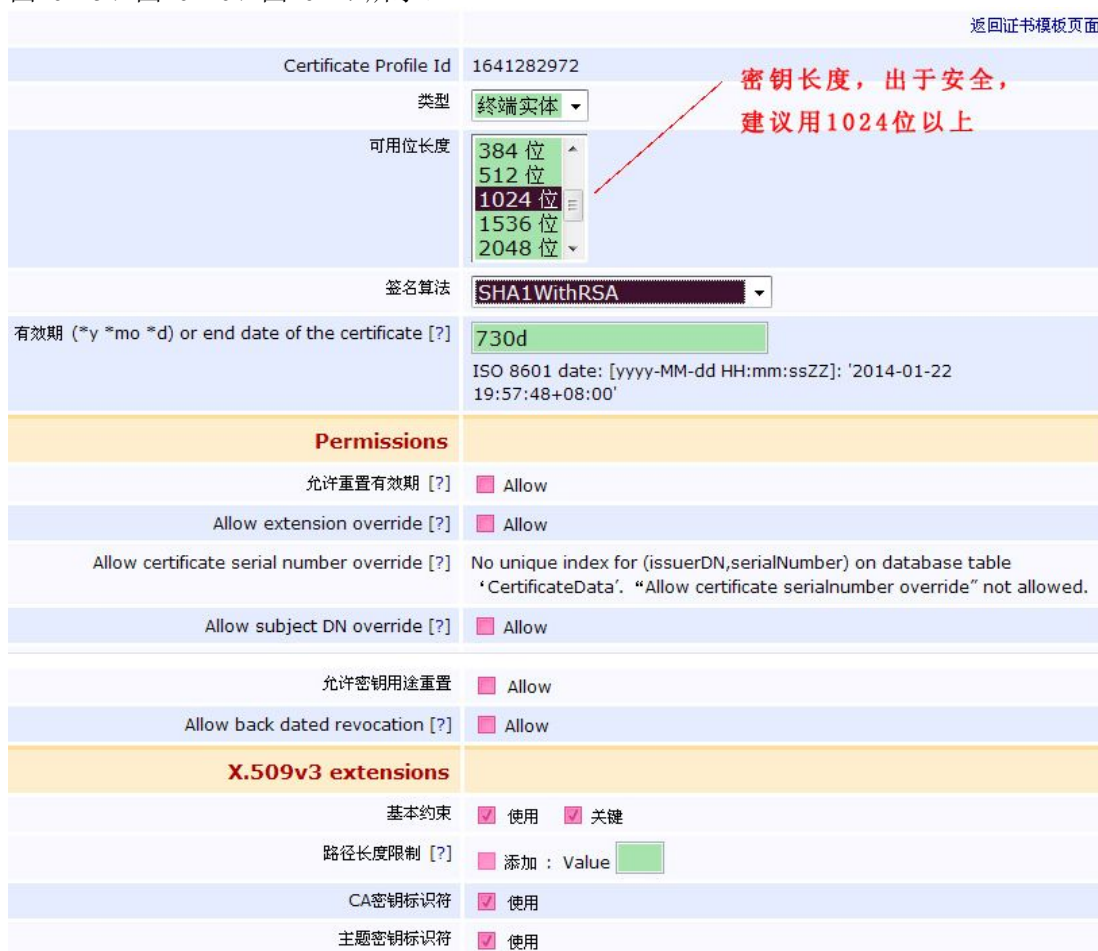 返回证书模板页面
Certificate Profile Id 1641282972
密钥长度，出于安全，
建议用1024位以上
类型 终端实体
可用位长度 384 位
512 位
1024 位
1536 位
2048 位
签名算法 SHA1WithRSA
有效期 (*y *mo *d) or end date of the certificate [?] 730d
ISO 8601 date: [yyyy-MM-dd HH:mm:ssZZ]: '2014-01-22
19:57:48+08:00'
Permissions
允许重置有效期 [?] Allow
Allow extension override [?] Allow
Allow certificate serial number override [?] No unique index for (issuerDN,serialNumber) on database table
‘CertificateData’. “Allow certificate serialnumber override” not allowed.
Allow subject DN override [?] Allow
允许密钥用途重置 Allow
Allow back dated revocation [?] Allow
X.509v3 extensions
基本约束 使用 关键
路径长度限制 [?] 添加 : Value
CA密钥标识符 使用
主题密钥标识符 使用